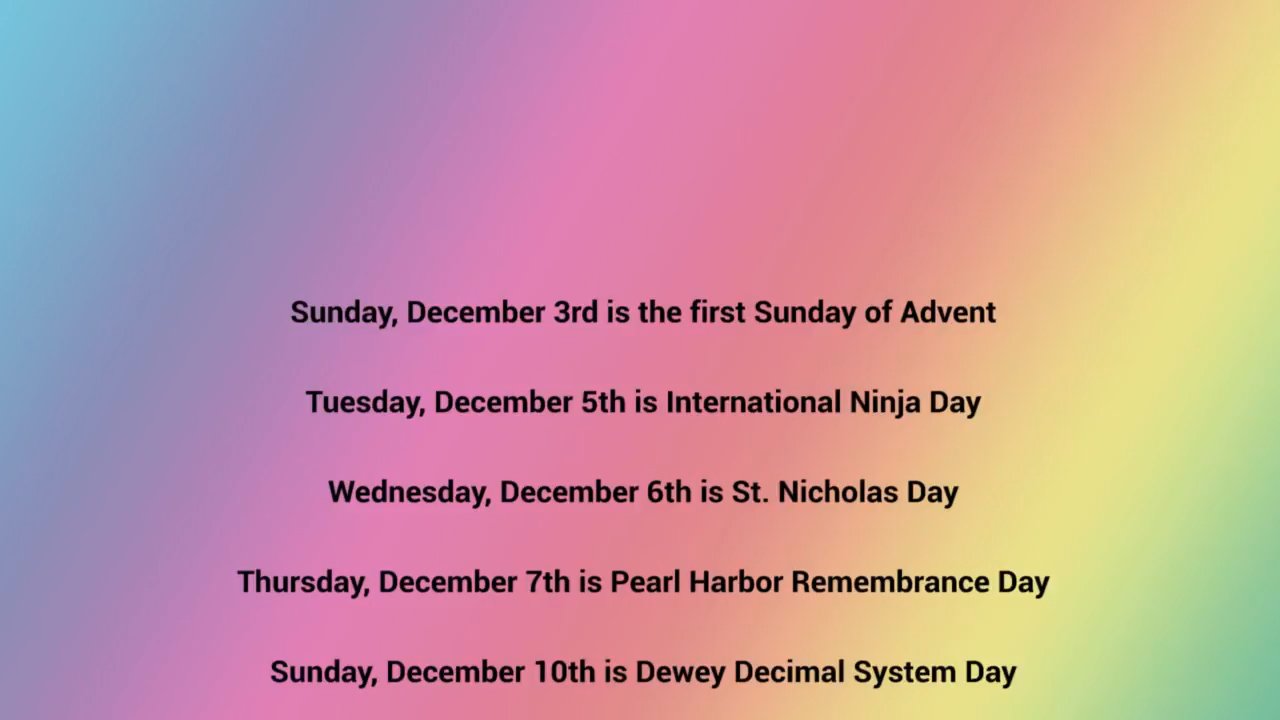 Sunday, December 3rd is the first Sunday of Advent
Tuesday, December 5th is International Ninja Day
Wednesday, December 6th is St. Nicholas Day
Thursday, December 7th is Pearl Harbor Remembrance Day
Sunday, December 10th is Dewey Decimal System Day